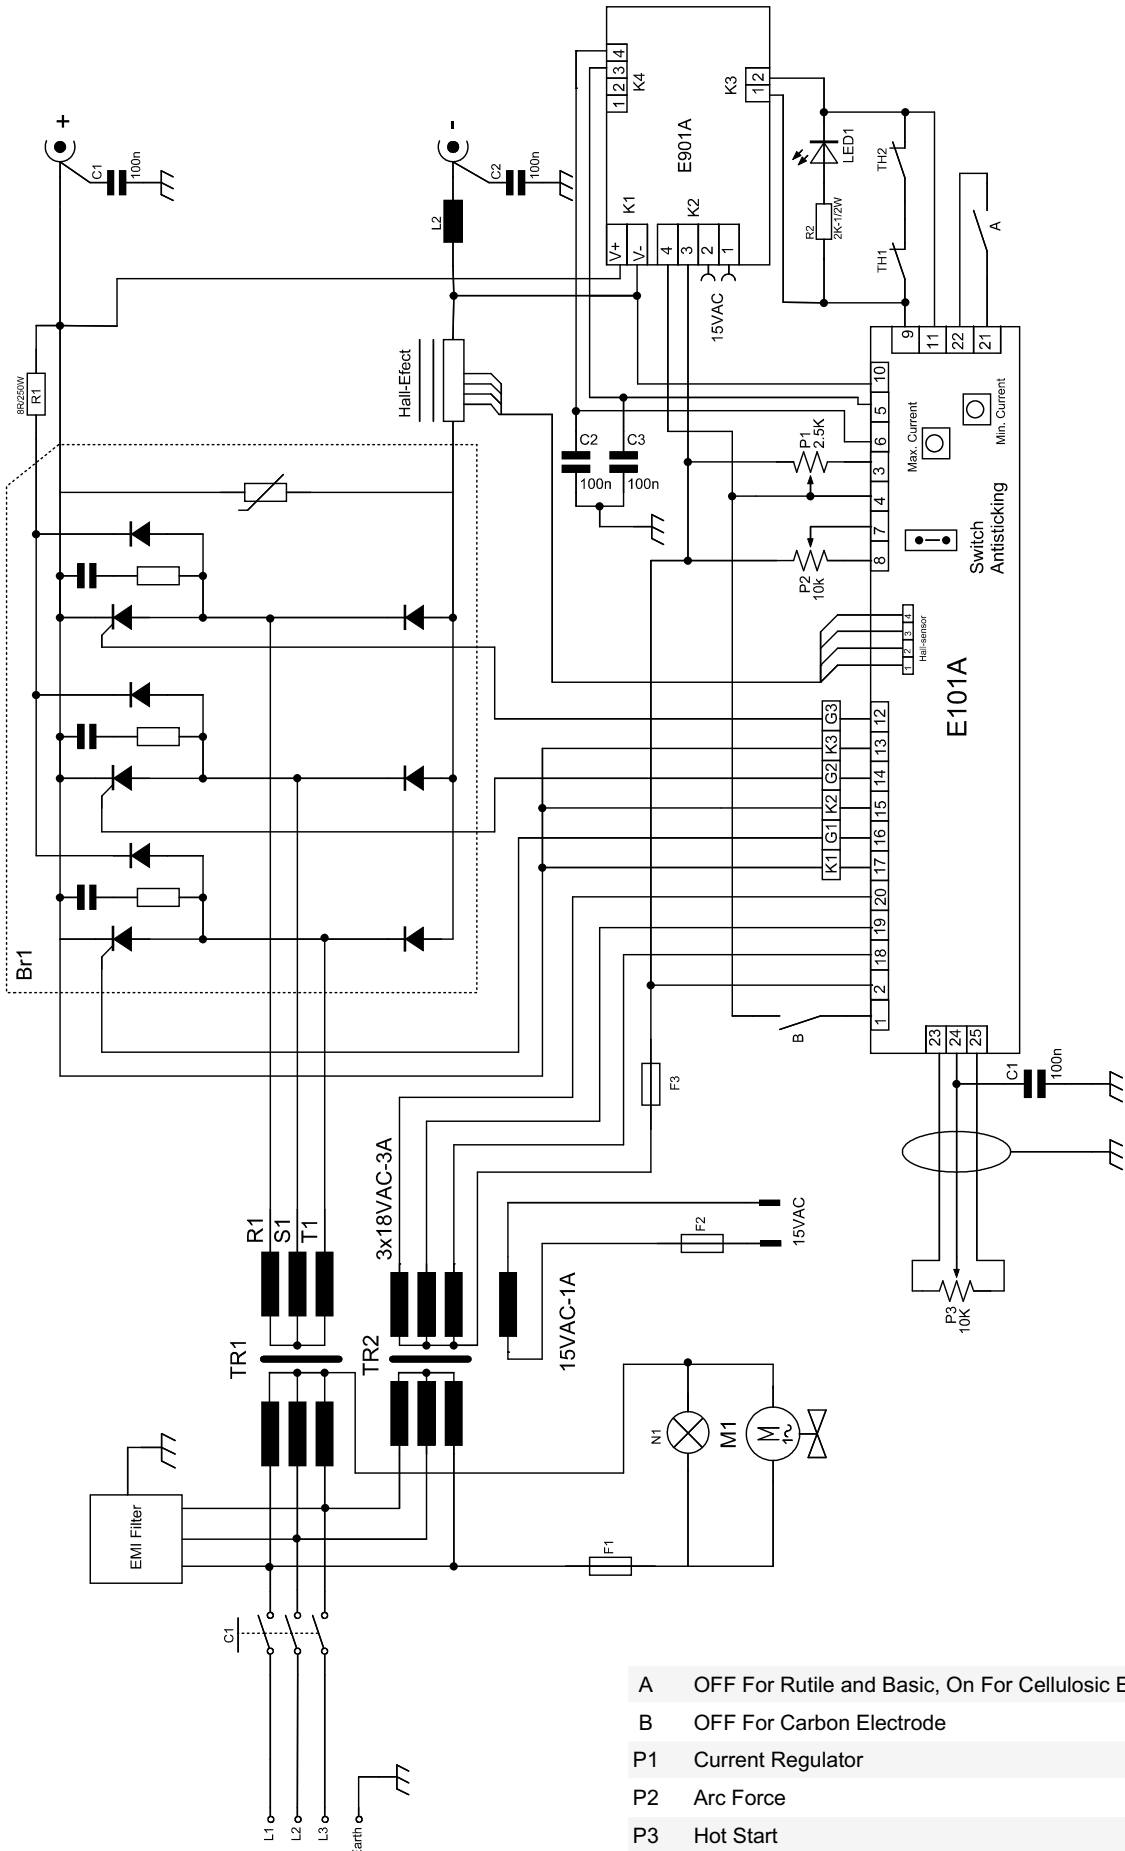 +
C1
100n
-
L2
C2
100n
8R/250W
R1
Hall-Efect
Br1
1 2 3 4
K4
E901A
K1
V+
V-
K2
4
3
2
1
15VAC
K3
1 2
LED1
R2
2K-1/2W
TH1
TH2
A
9
11
22
21
10
5
6
3
4
7
8
C2
100n
C3
100n
P1
2.5K
P2
10k
Max. Current
Min. Current
Switch
Antisticking
1 2 3 4
Hall-sensor
E101A
G3
K3
G2
K2
G1
K1
12
13
14
15
16
17
20
19
18
2
1
B
23
24
25
C1
100n
P3
10K
F3
R1
S1
T1
TR1
3x18VAC-3A
TR2
15VAC-1A
F2
15VAC
N1
M1
M
1~
F1
EMI Filter
C1
L1
L2
L3
arth
A OFF For Rutile and Basic, On For Cellulosic E
B OFF For Carbon Electrode
P1 Current Regulator
P2 Arc Force
P3 Hot Start